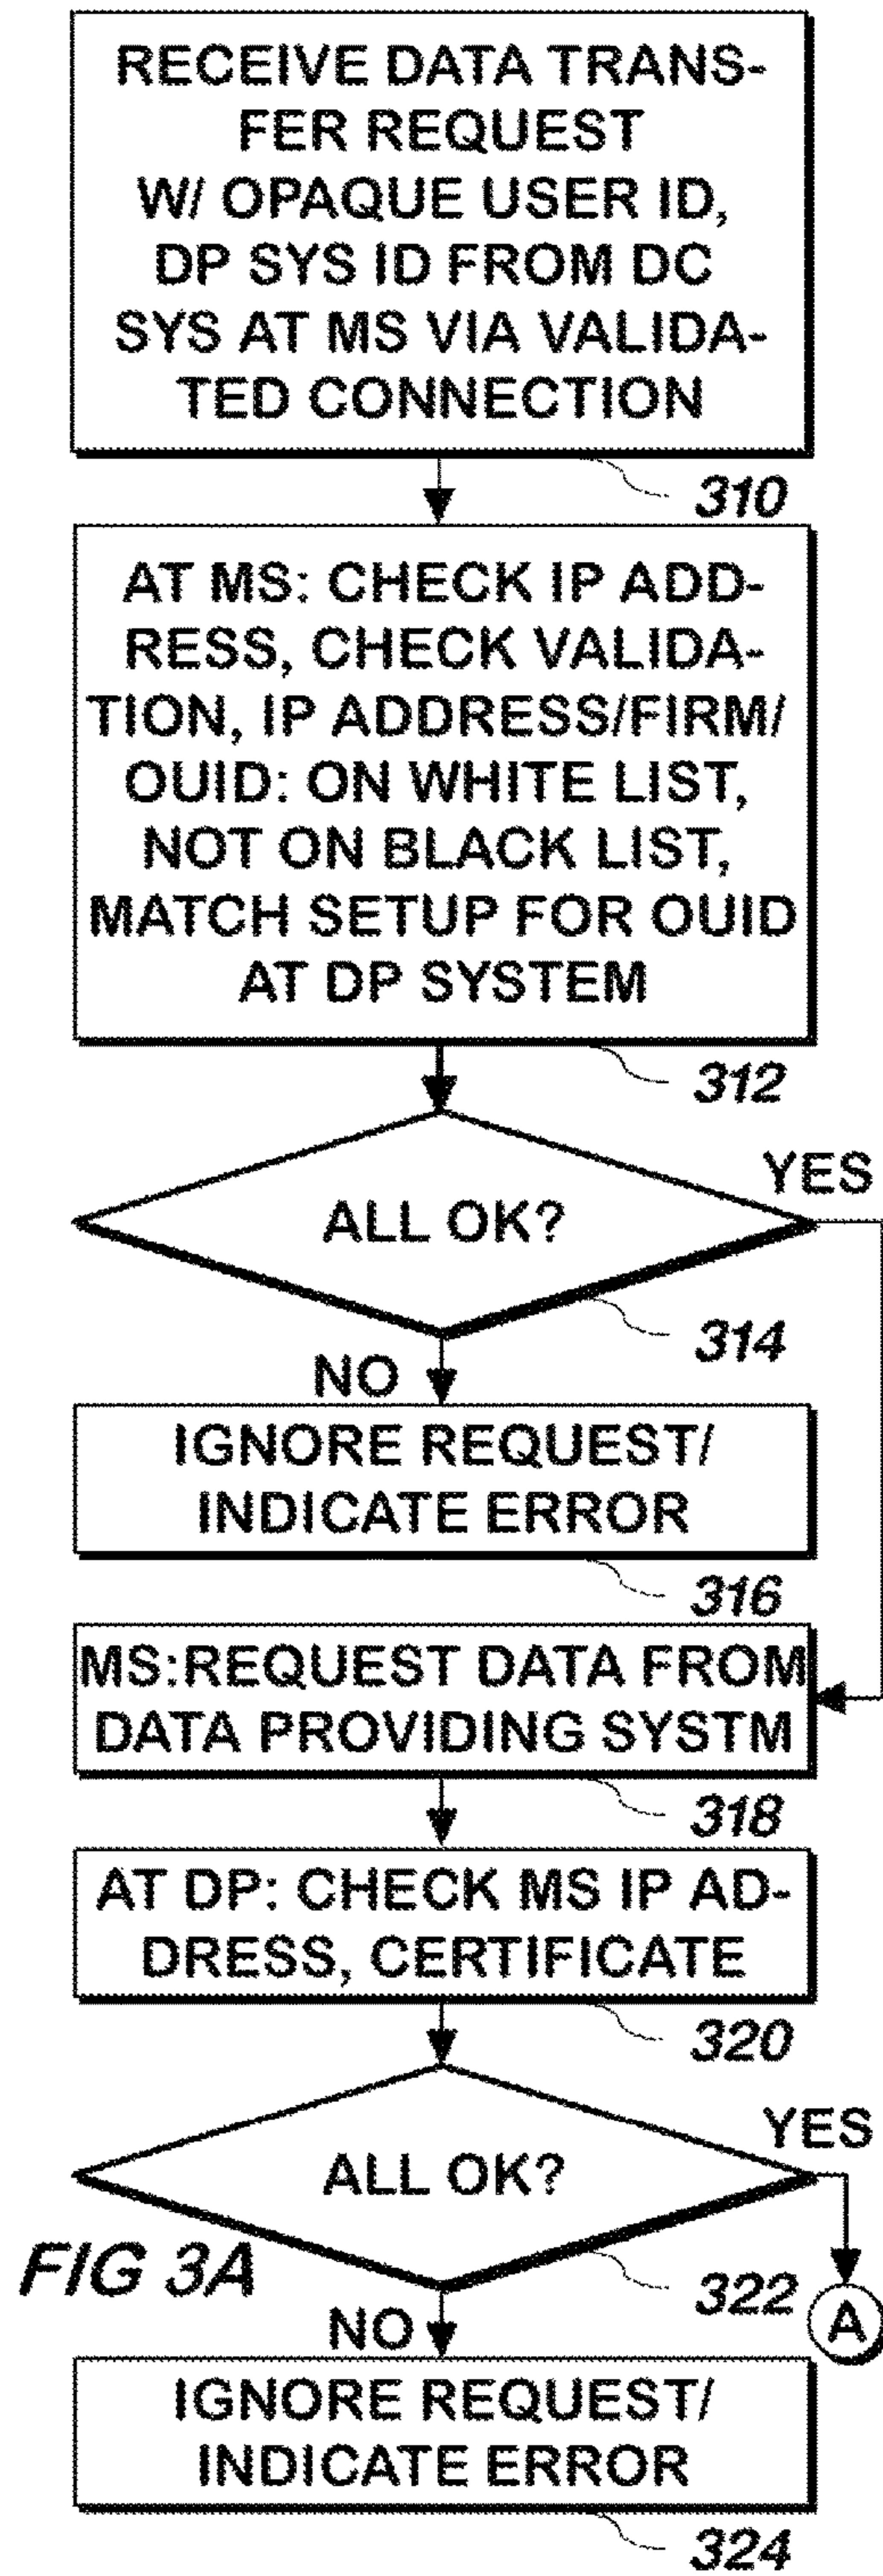 RECEIVE DATA TRANS-
FER REQUEST
W/ OPAQUE USER ID,
DP SYS ID FROM DC
SYS AT MS VIA VALIDA-
TED CONNECTION
310
AT MS: CHECK IP ADD-
RESS, CHECK VALIDA-
TION, IP ADDRESS/FIRM/
OUID: ON WHITE LIST,
NOT ON BLACK LIST,
MATCH SETUP FOR OUID
AT DP SYSTEM
312
YES
ALL OK?
314
NO
IGNORE REQUEST/
INDICATE ERROR
316
MS:REQUEST DATA FROM
DATA PROVIDING SYSTM
318
AT DP: CHECK MS IP AD-
DRESS, CERTIFICATE
320
YES
ALL OK?
FIG 3A
322
A
NO
IGNORE REQUEST/
INDICATE ERROR
324